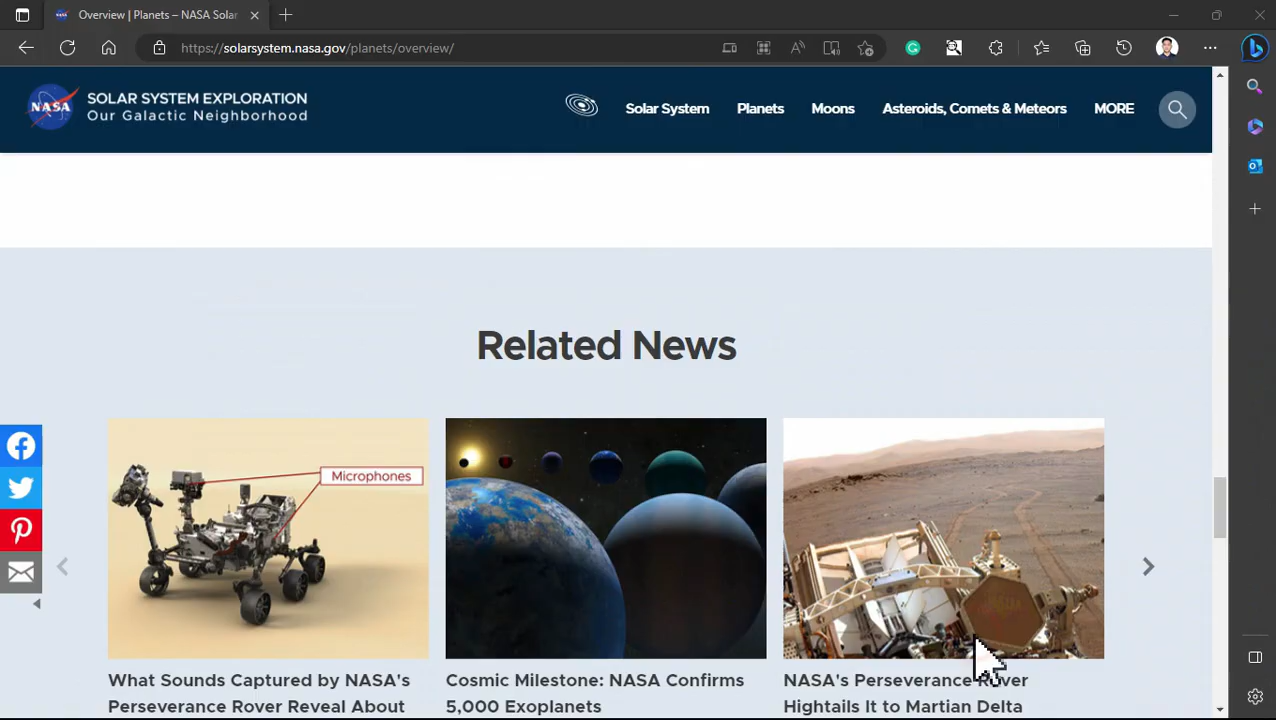 Overview | Planets – NASA Solar
https://solarsystem.nasa.gov/planets/overview/
NASA
SOLAR SYSTEM EXPLORATION
Our Galactic Neighborhood
Solar System
Planets
Moons
Asteroids, Comets & Meteors
MORE
Related News
Microphones
What Sounds Captured by NASA's
Perseverance Rover Reveal About
Cosmic Milestone: NASA Confirms
5,000 Exoplanets
NASA's Perseverance Rover
Hightails It to Martian Delta